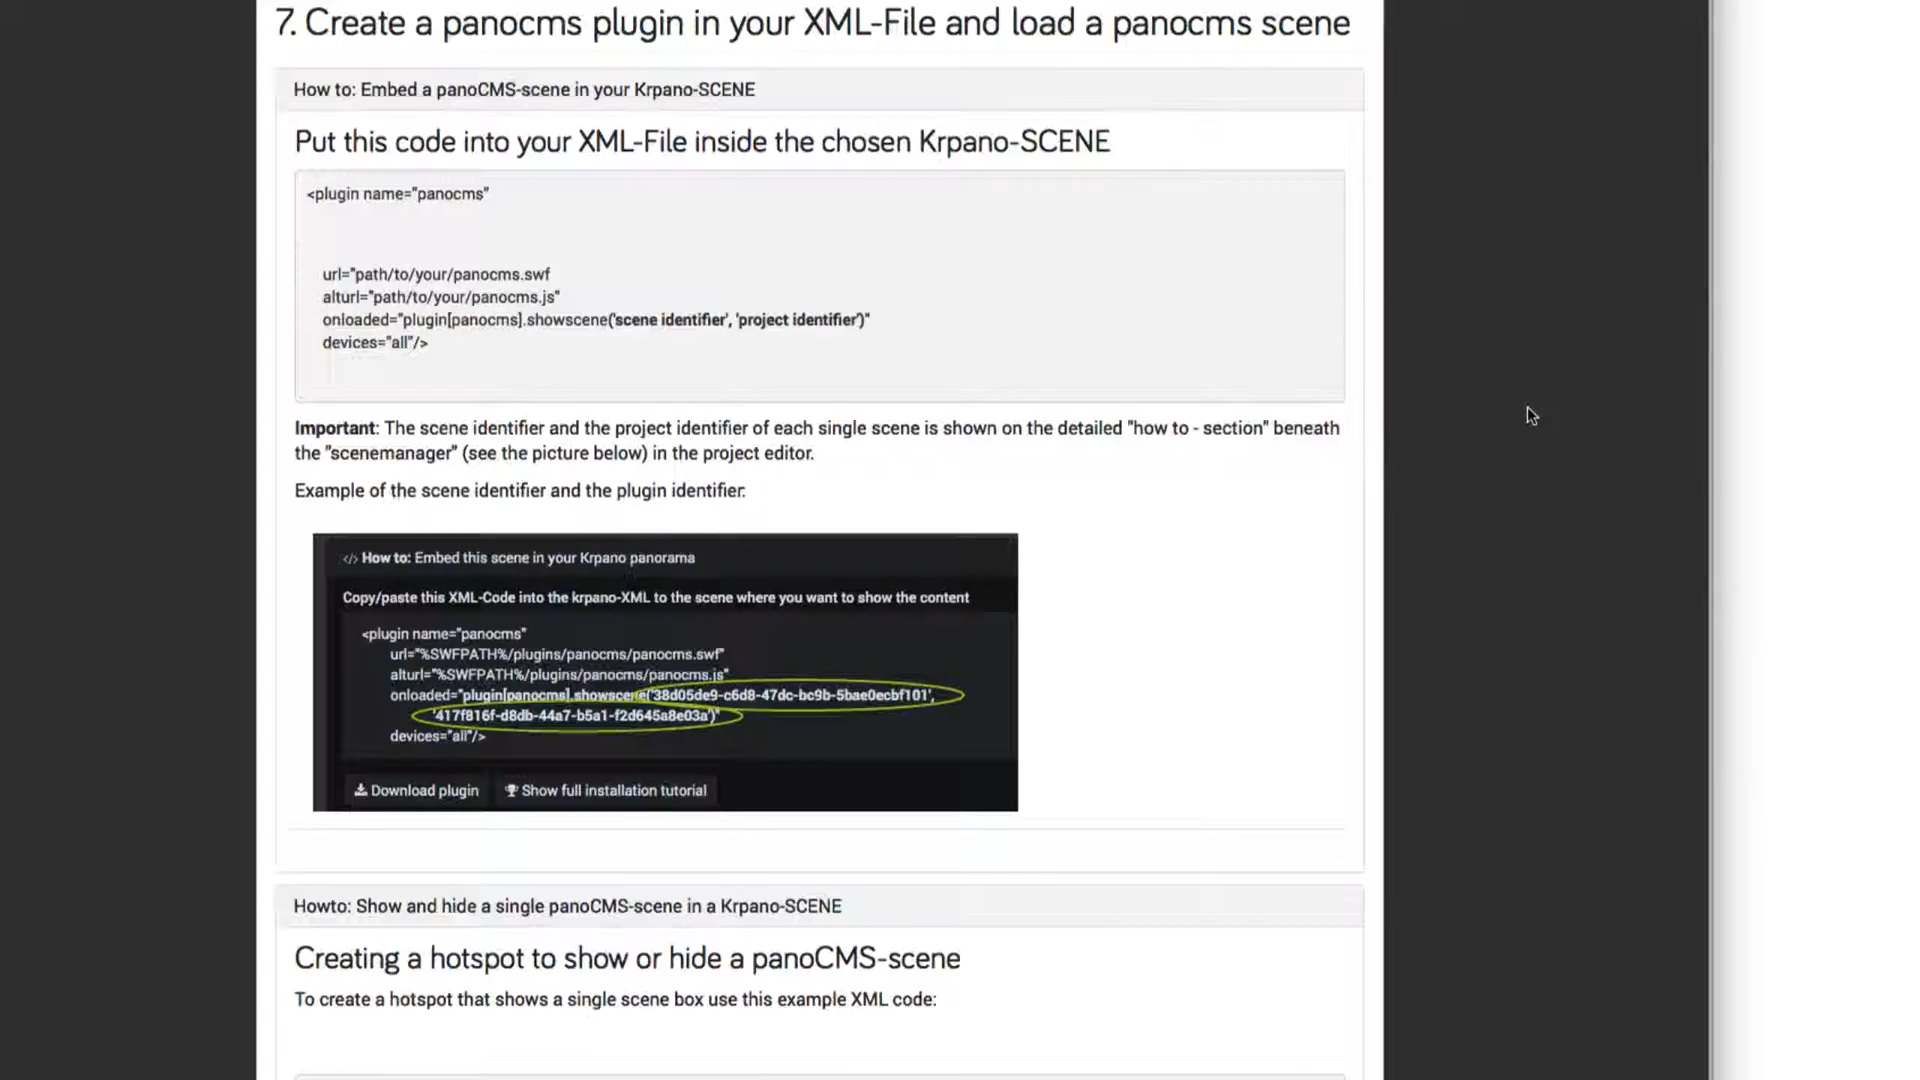 7. Create a panocms plugin in your XML-File and load a panocms scene
How to: Embed a panoCMS-scene in your Krpano-SCENE
Put this code into your XML-File inside the chosen Krpano-SCENE
<plugin name="panocms"
url="path/to/your/panocms.swf
alturl="path/to/your/panocms.js"
onloaded="plugin[panocms].showscene('scene identifier', 'project identifier')"
devices="all"/>
Important: The scene identifier and the project identifier of each single scene is shown on the detailed "how to - section" beneath
the "scenemanager" (see the picture below) in the project editor.
Example of the scene identifier and the plugin identifier:
</> How to: Embed this scene in your Krpano panorama
Copy/paste this XML-Code into the krpano-XML to the scene where you want to show the content
<plugin name="panocms"
url="%SWFPATH%/plugins/panocms/panocms.swf"
alturl="%SWFPATH%/plugins/panocms/panocms.js"
onloaded="plugin[panocms].showscene('38d05de9-c6d8-47dc-bc9b-5bae0ecbf101',
'417f816f-d8db-44a7-b5a1-f2d645a8e03a')"
devices="all"/>
Download plugin Show full installation tutorial
Howto: Show and hide a single panoCMS-scene in a Krpano-SCENE
Creating a hotspot to show or hide a panoCMS-scene
To create a hotspot that shows a single scene box use this example XML code: